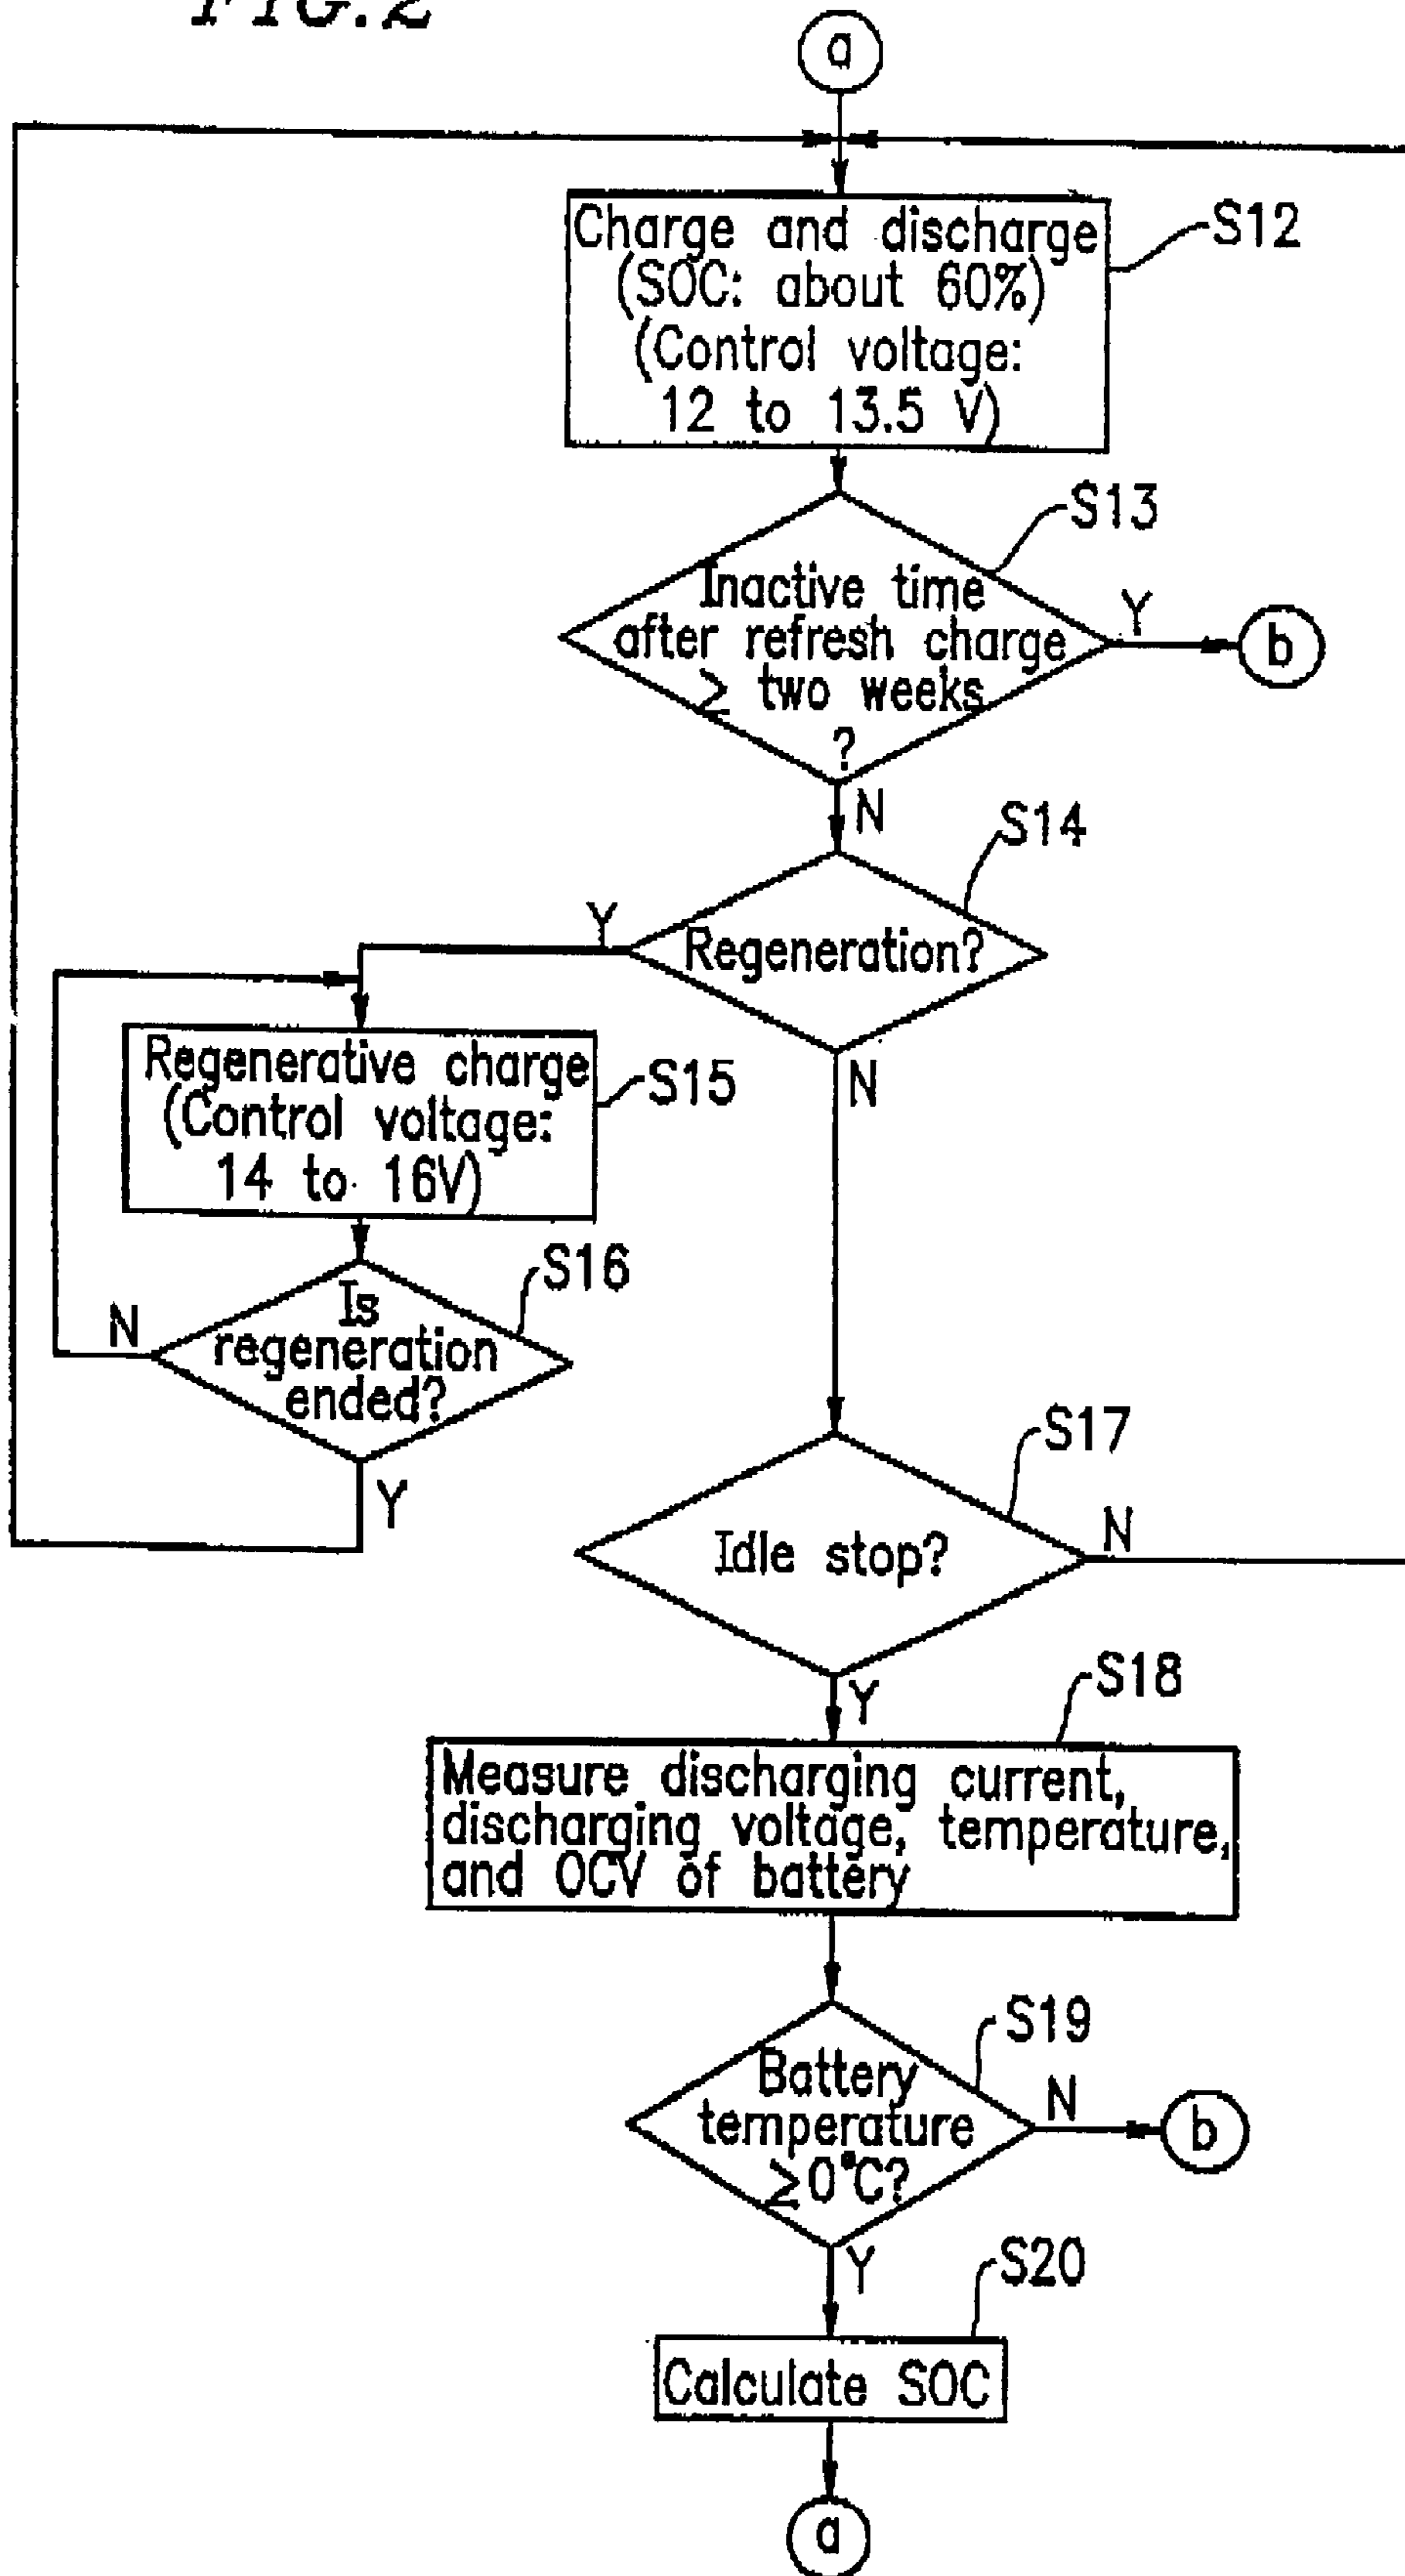 FIG.2
a
Charge and discharge
(SOC: about 60%)
(Control voltage:
12 to 13.5 V)
S12
S13
Inactive time
after refresh charge
≥ two weeks
?
Y
b
N
S14
Y
Regeneration?
N
Regenerative charge
(Control voltage:
14 to 16V)
S15
S16
Is
regeneration
ended?
N
Y
S17
Idle stop?
N
Y
S18
Measure discharging current,
discharging voltage, temperature,
and OCV of battery
S19
Battery
temperature
≥0°C?
N
b
Y
S20
Calculate SOC
a